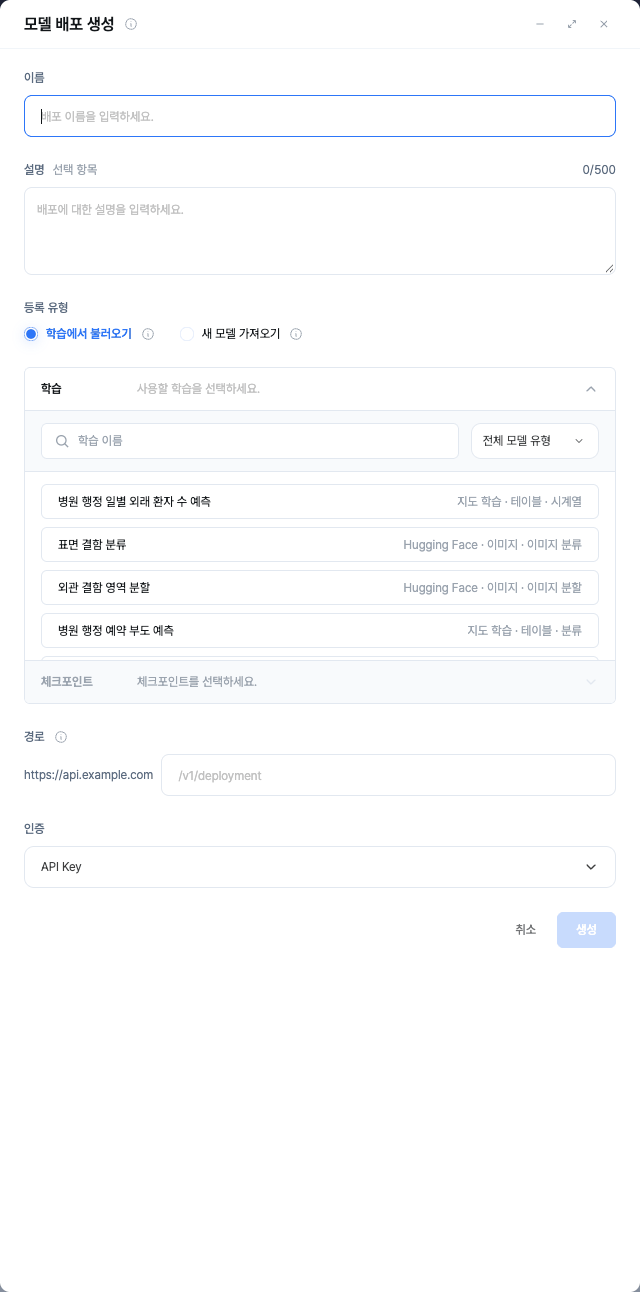 모델 배포 생성
이름
배포 이름을 입력하세요.
설명 선택 항목 0/500
배포에 대한 설명을 입력하세요.
등록 유형
학습에서 불러오기 새 모델 가져오기
학습 사용할 학습을 선택하세요.
학습 이름 전체 모델 유형
병원 행정 일별 외래 환자 수 예측 지도 학습 · 테이블 · 시계열
표면 결함 분류 Hugging Face · 이미지 · 이미지 분류
외관 결함 영역 분할 Hugging Face · 이미지 · 이미지 분할
병원 행정 예약 부도 예측 지도 학습 · 테이블 · 분류
체크포인트 체크포인트를 선택하세요.
경로
https://api.example.com /v1/deployment
인증
API Key
취소 생성